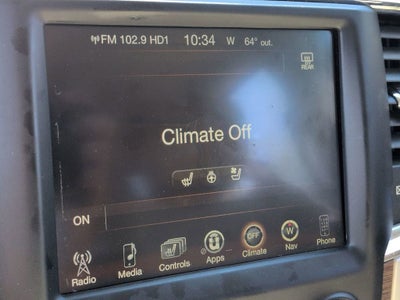 FM 102.9 HD1 10:34 W 64° out.
REAR
Climate Off
ON
OFF W
Radio Media Controls Apps Climate Nav Phone